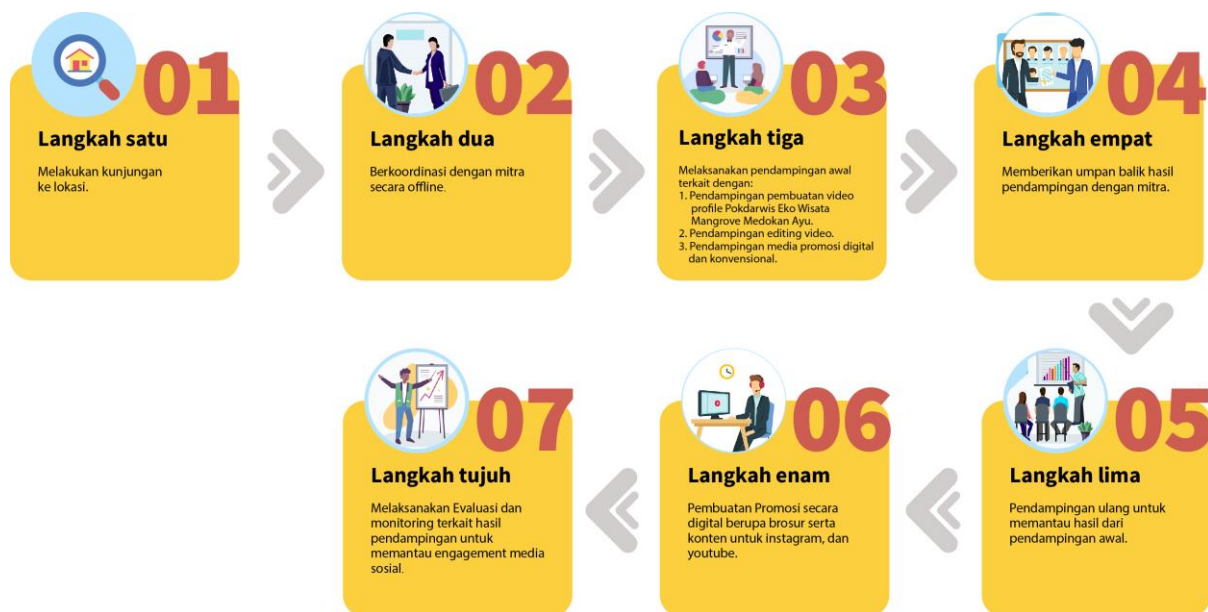 01
Langkah satu
Melakukan kunjungan
ke lokasi.
02
Langkah dua
Berkoordinasi dengan mitra
secara offline.
03
Langkah tiga
Melaksanakan pendampingan awal
terkait dengan:
1. Pendampingan pembuatan video
profile Pokdarwis Eko Wisata
Mangrove Medokan Ayu.
2. Pendampingan editing video.
3. Pendampingan media promosi digital
dan konvensional.
04
Langkah empat
Memberikan umpan balik hasil
pendampingan dengan mitra.
05
Langkah lima
Pendampingan ulang untuk
memantau hasil dari
pendampingan awal.
06
Langkah enam
Pembuatan Promosi secara
digital berupa brosur serta
konten untuk instagram, dan
youtube.
07
Langkah tujuh
Melaksanakan Evaluasi dan
monitoring terkait hasil
pendampingan untuk
memantau engagement media
sosial.